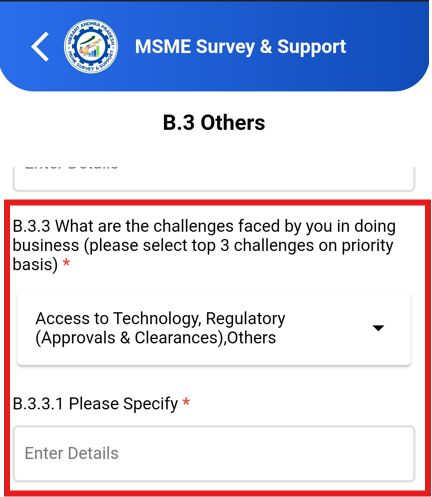 MSME Survey & Support
B.3 Others
Enter Details
B.3.3 What are the challenges faced by you in doing
business (please select top 3 challenges on priority
basis) *
Access to Technology, Regulatory
(Approvals & Clearances),Others
B.3.3.1 Please Specify *
Enter Details